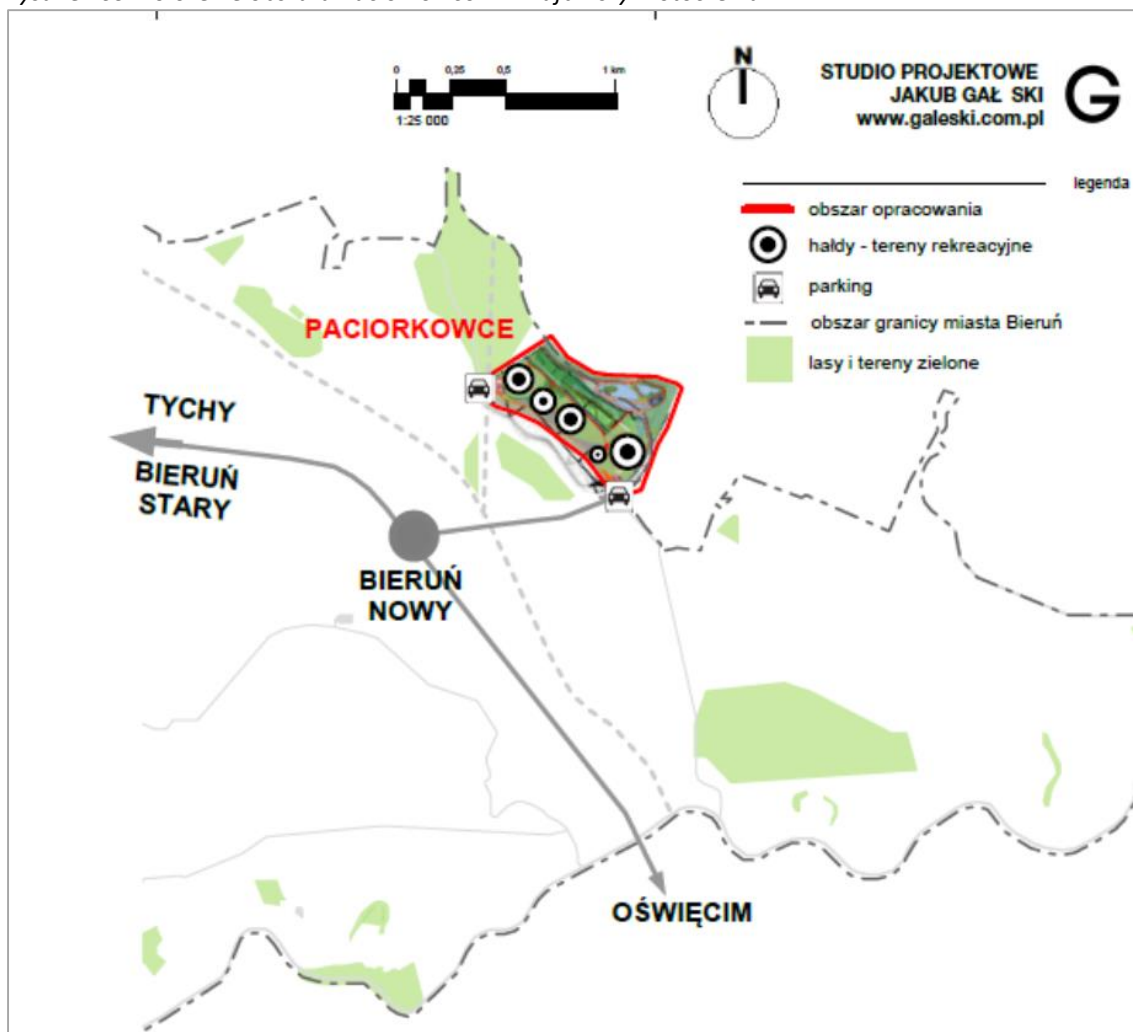 0 0,25 0,5 1 km
1:25 000
N
STUDIO PROJEKTOWE
JAKUB GAŁ SKI
www.galeski.com.pl
G
legenda
obszar opracowania
hałdy - tereny rekreacyjne
parking
obszar granicy miasta Bieruń
lasy i tereny zielone
PACIORKOWCE
TYCHY
BIERUŃ
STARY
BIERUŃ
NOWY
OŚWIĘCIM